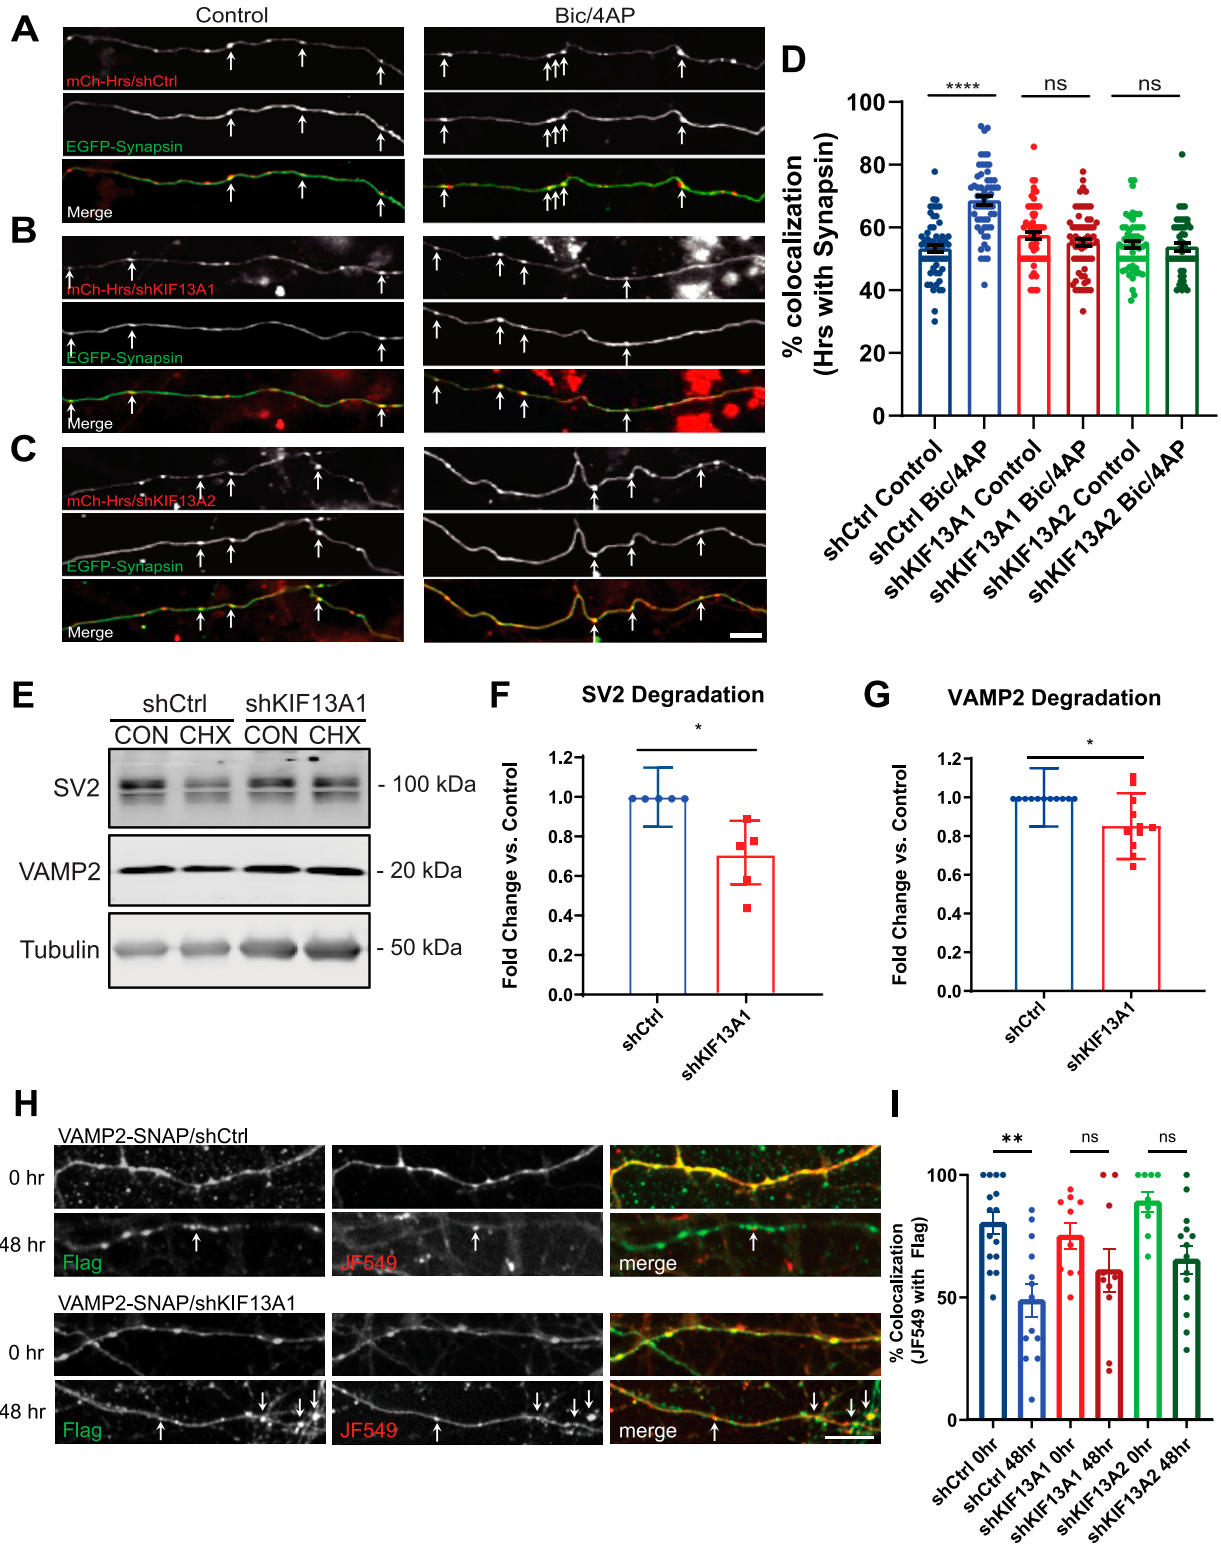 A
Control
Bic/4AP
mCh-Hrs/shCtrl
EGFP-Synapsin
Merge
B
mCh-Hrs/shKIF13A1
EGFP-Synapsin
Merge
C
mCh-Hrs/shKIF13A2
EGFP-Synapsin
Merge
D
% colocalization
(Hrs with Synapsin)
100
80
60
40
20
0
****
ns
ns
shCtrl Control
shCtrl Bic/4AP
shKIF13A1 Control
shKIF13A1 Bic/4AP
shKIF13A2 Control
shKIF13A2 Bic/4AP
E
shCtrl
shKIF13A1
CON CHX CON CHX
SV2
- 100 kDa
VAMP2
- 20 kDa
Tubulin
- 50 kDa
F
SV2 Degradation
*
Fold Change vs. Control
1.2
1.0
0.8
0.6
0.4
0.2
0.0
shCtrl
shKIF13A1
G
VAMP2 Degradation
*
Fold Change vs. Control
1.2
1.0
0.8
0.6
0.4
0.2
0.0
shCtrl
shKIF13A1
H
VAMP2-SNAP/shCtrl
0 hr
48 hr
Flag
JF549
merge
VAMP2-SNAP/shKIF13A1
0 hr
48 hr
Flag
JF549
merge
I
% Colocalization
(JF549 with Flag)
100
50
0
**
ns
ns
shCtrl 0hr
shCtrl 48hr
shKIF13A1 0hr
shKIF13A1 48hr
shKIF13A2 0hr
shKIF13A2 48hr